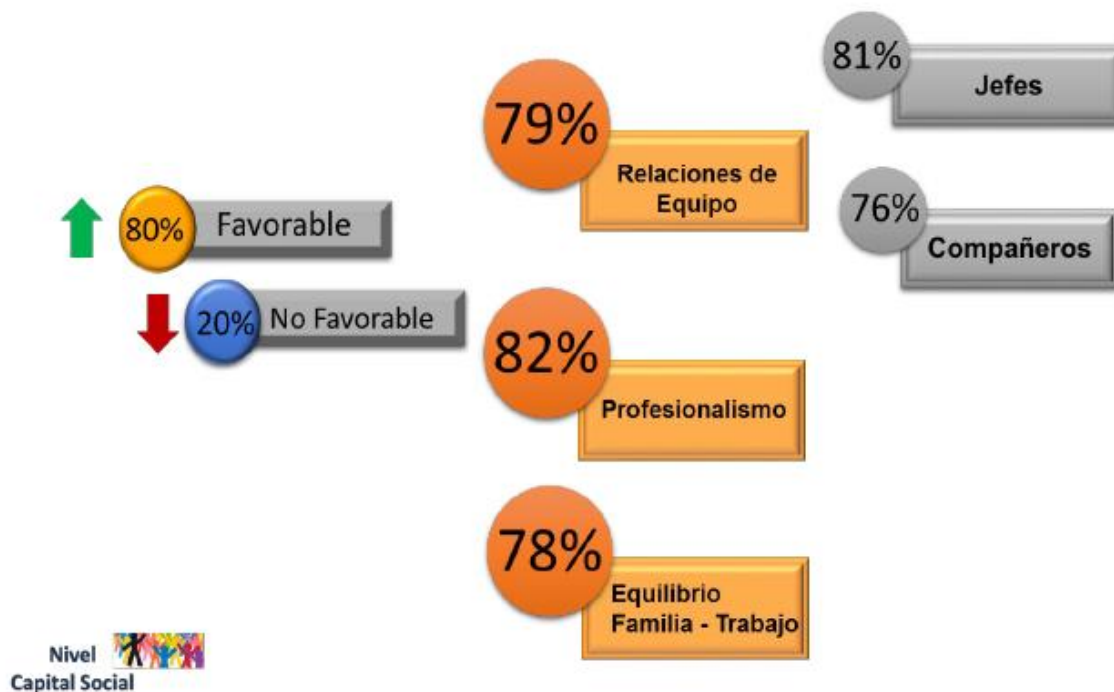 80%
Favorable
20%
No Favorable
79%
Relaciones de
Equipo
81%
Jefes
76%
Compañeros
82%
Profesionalismo
78%
Equilibrio
Familia - Trabajo
Nivel
Capital Social